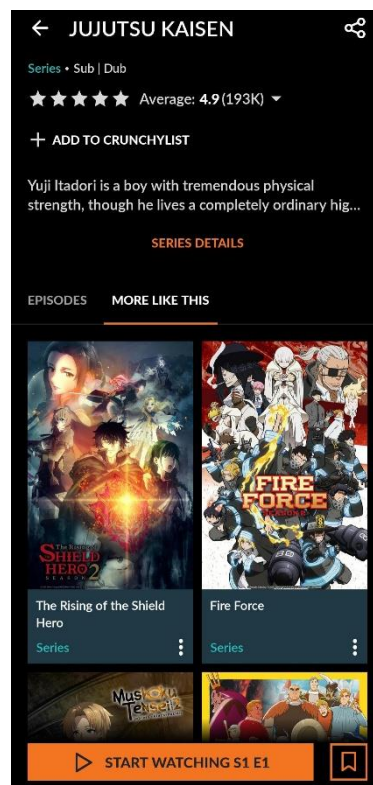 JUJUTSU KAISEN
Series • Sub | Dub
Average: 4.9 (193K)
ADD TO CRUNCHYLIST
Yuji Itadori is a boy with tremendous physical
strength, though he lives a completely ordinary hig...
SERIES DETAILS
EPISODES MORE LIKE THIS
The Rising of the
SHIELD
HERO 2
SEASON
FIRE
FORCE
SEASON 2
The Rising of the Shield
Hero
Fire Force
Series
Series
Mushoku
Tensei
START WATCHING S1 E1